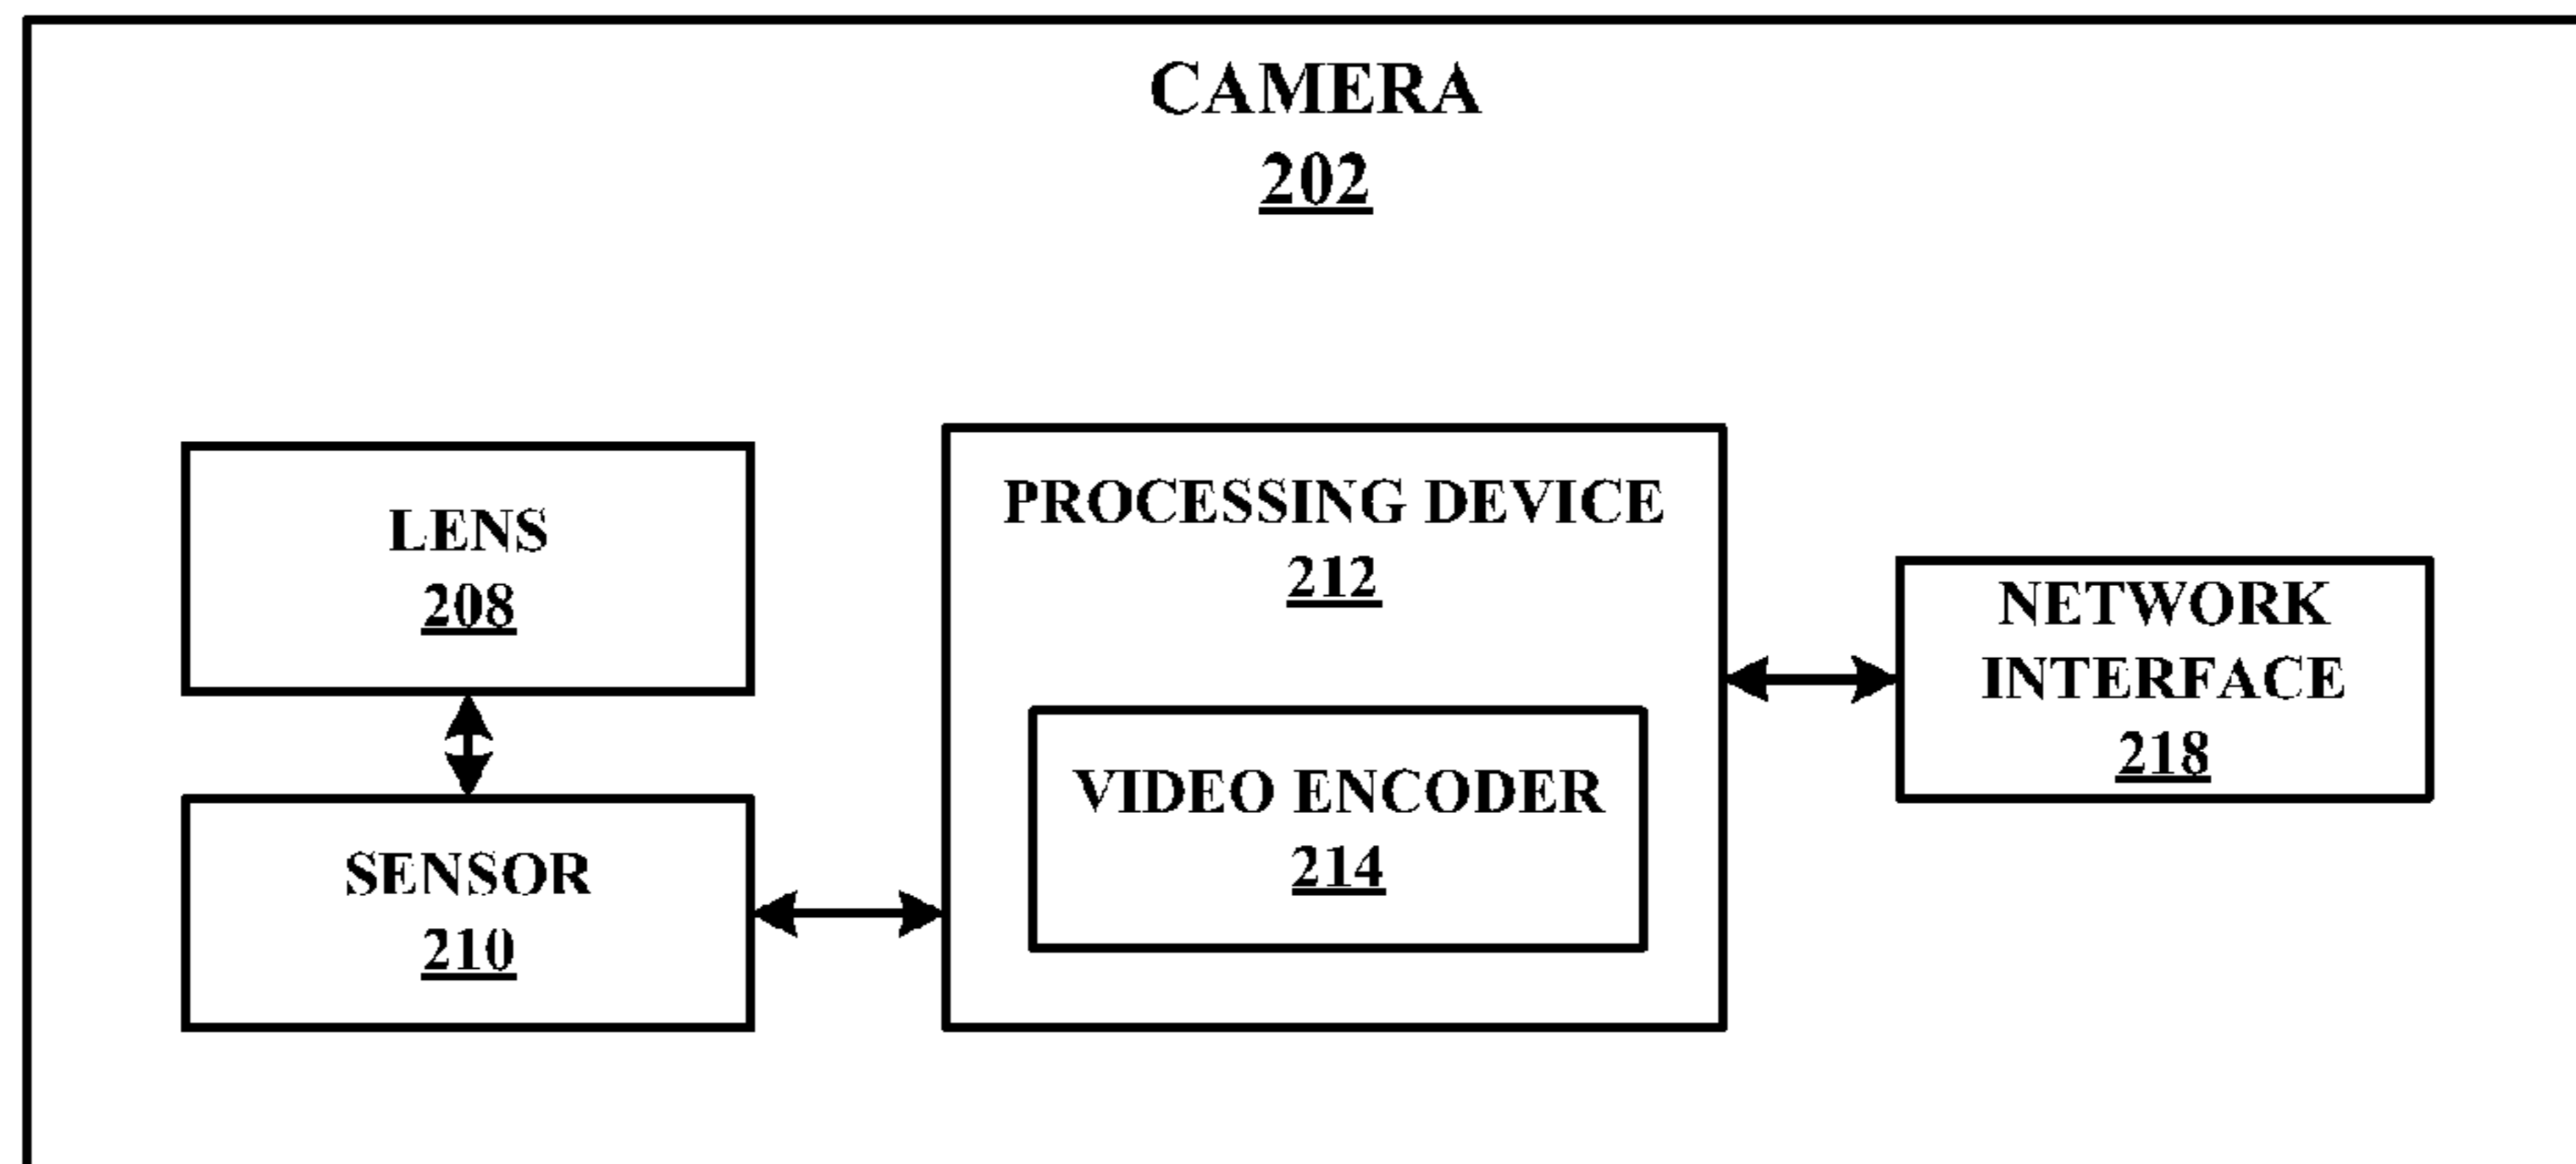 CAMERA
202
LENS
208
SENSOR
210
PROCESSING DEVICE
212
VIDEO ENCODER
214
NETWORK
INTERFACE
218